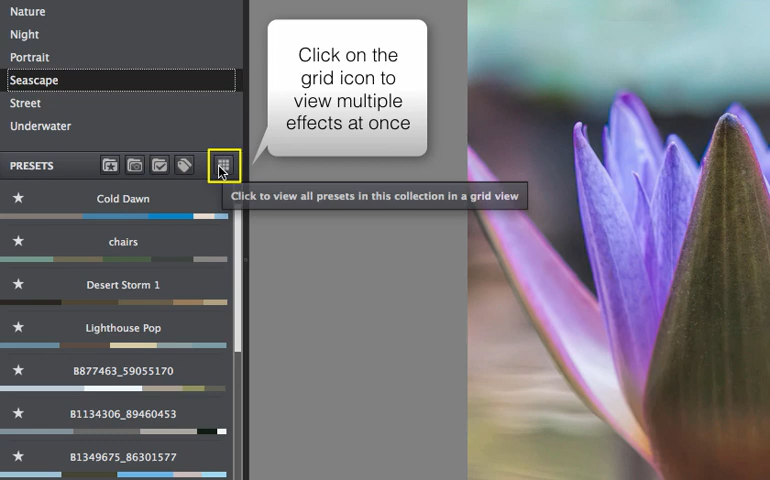 Nature
Night
Portrait
Seascape
Street
Underwater
Click on the
grid icon to
view multiple
effects at once
PRESETS
Click to view all presets in this collection in a grid view
Cold Dawn
chairs
Desert Storm 1
Lighthouse Pop
B877463_59055170
B1134306_89460453
B1349675_86301577